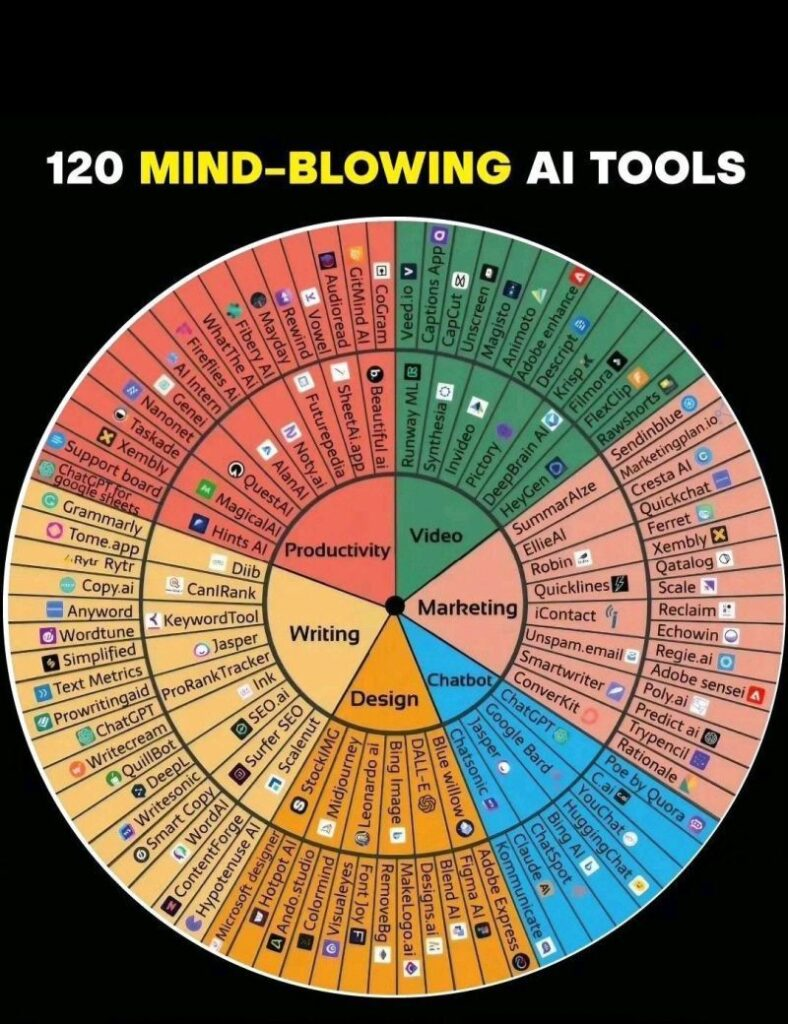 120 MIND-BLOWING AI TOOLS
Productivity
Video
Marketing
Chatbot
Design
Writing
Hints AI
MagicalAI
QuestAI
AlanAI
Noty.ai
Futurepedia
SheetAi.app
Beautiful ai
ChatGPT for
google sheets
Support board
Xembly
Taskade
Nanonet
Genei
AI Intern
Fireflies AI
WhatThe AI
Fibery AI
Mayday
Rewind
Vowel
Audioread
GitMind AI
CoGram
Runway ML
Synthesia
Invideo
Pictory
DeepBrain AI
HeyGen
Veed.io
Captions App
CapCut
Unscreen
Magisto
Animoto
Adobe enhance
Descript
Krisp
Filmora
FlexClip
Rawshorts
SummarAIze
EllieAI
Robin
Quicklines
iContact
Unspam.email
Smartwriter
ConverKit
Sendinblue
Marketingplan.io
Cresta AI
Quickchat
Ferret
Xembly
Qatalog
Scale
Reclaim
Echowin
Regie.ai
Adobe sensei
Poly.ai
Predict ai
Trypencil
Rationale
ChatGPT
Google Bard
Jasper
Chatsonic
Poe by Quora
C.ai
YouChat
HuggingChat
Bing AI
ChatSpot
Claude AI
Kommunicate
Blue willow
DALL-E
Bing Image
Leonardo ai
Midjourney
StockIMG
Adobe Express
Figma AI
Blend AI
Designs.ai
MakeLogo.ai
RemoveBg
Font Joy
Visualeyes
Colormind
Ando studio
Hotpot AI
Microsoft designer
Scalenut
Surfer SEO
SEO.ai
Ink
ProRankTracker
Jasper
KeywordTool
CanIRank
Diib
Hypotenuse AI
ContentForge
WordAI
Smart Copy
Writesonic
DeepL
QuillBot
Writecream
ChatGPT
Prowritingaid
Text Metrics
Simplified
Wordtune
Anyword
Copy.ai
Rytr Rytr
Tome.app
Grammarly